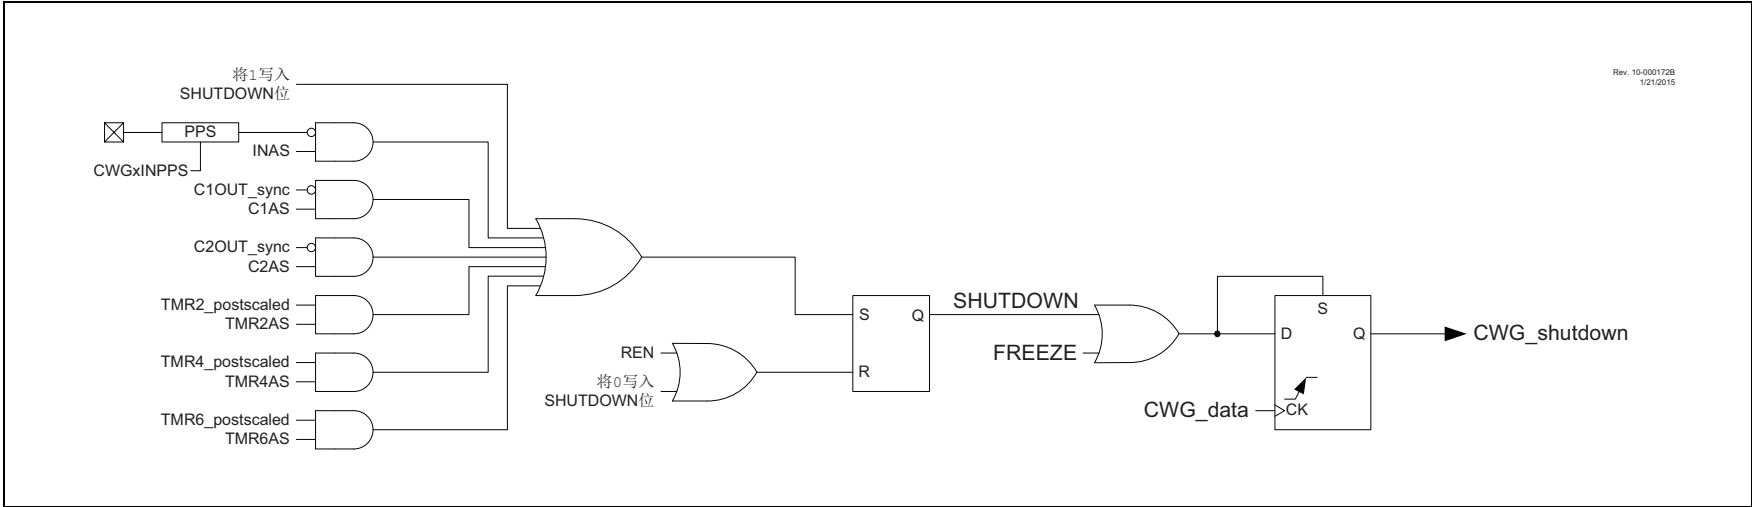 将1写入
SHUTDOWN位
Rev. 10-000172B
1/21/2015
PPS
INAS
CWGxINPPS
C1OUT_sync
C1AS
C2OUT_sync
C2AS
TMR2_postscaled
TMR2AS
TMR4_postscaled
TMR4AS
TMR6_postscaled
TMR6AS
REN
将0写入
SHUTDOWN位
S
Q
R
SHUTDOWN
FREEZE
S
D
Q
CWG_data
CK
CWG_shutdown